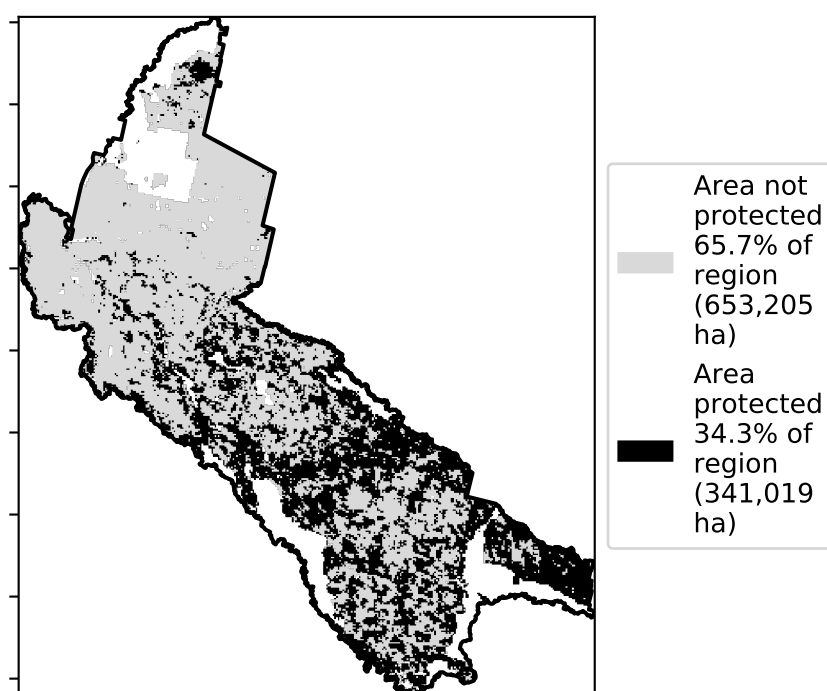 Area not
protected
65.7% of
region
(653,205
ha)
Area
protected
34.3% of
region
(341,019
ha)